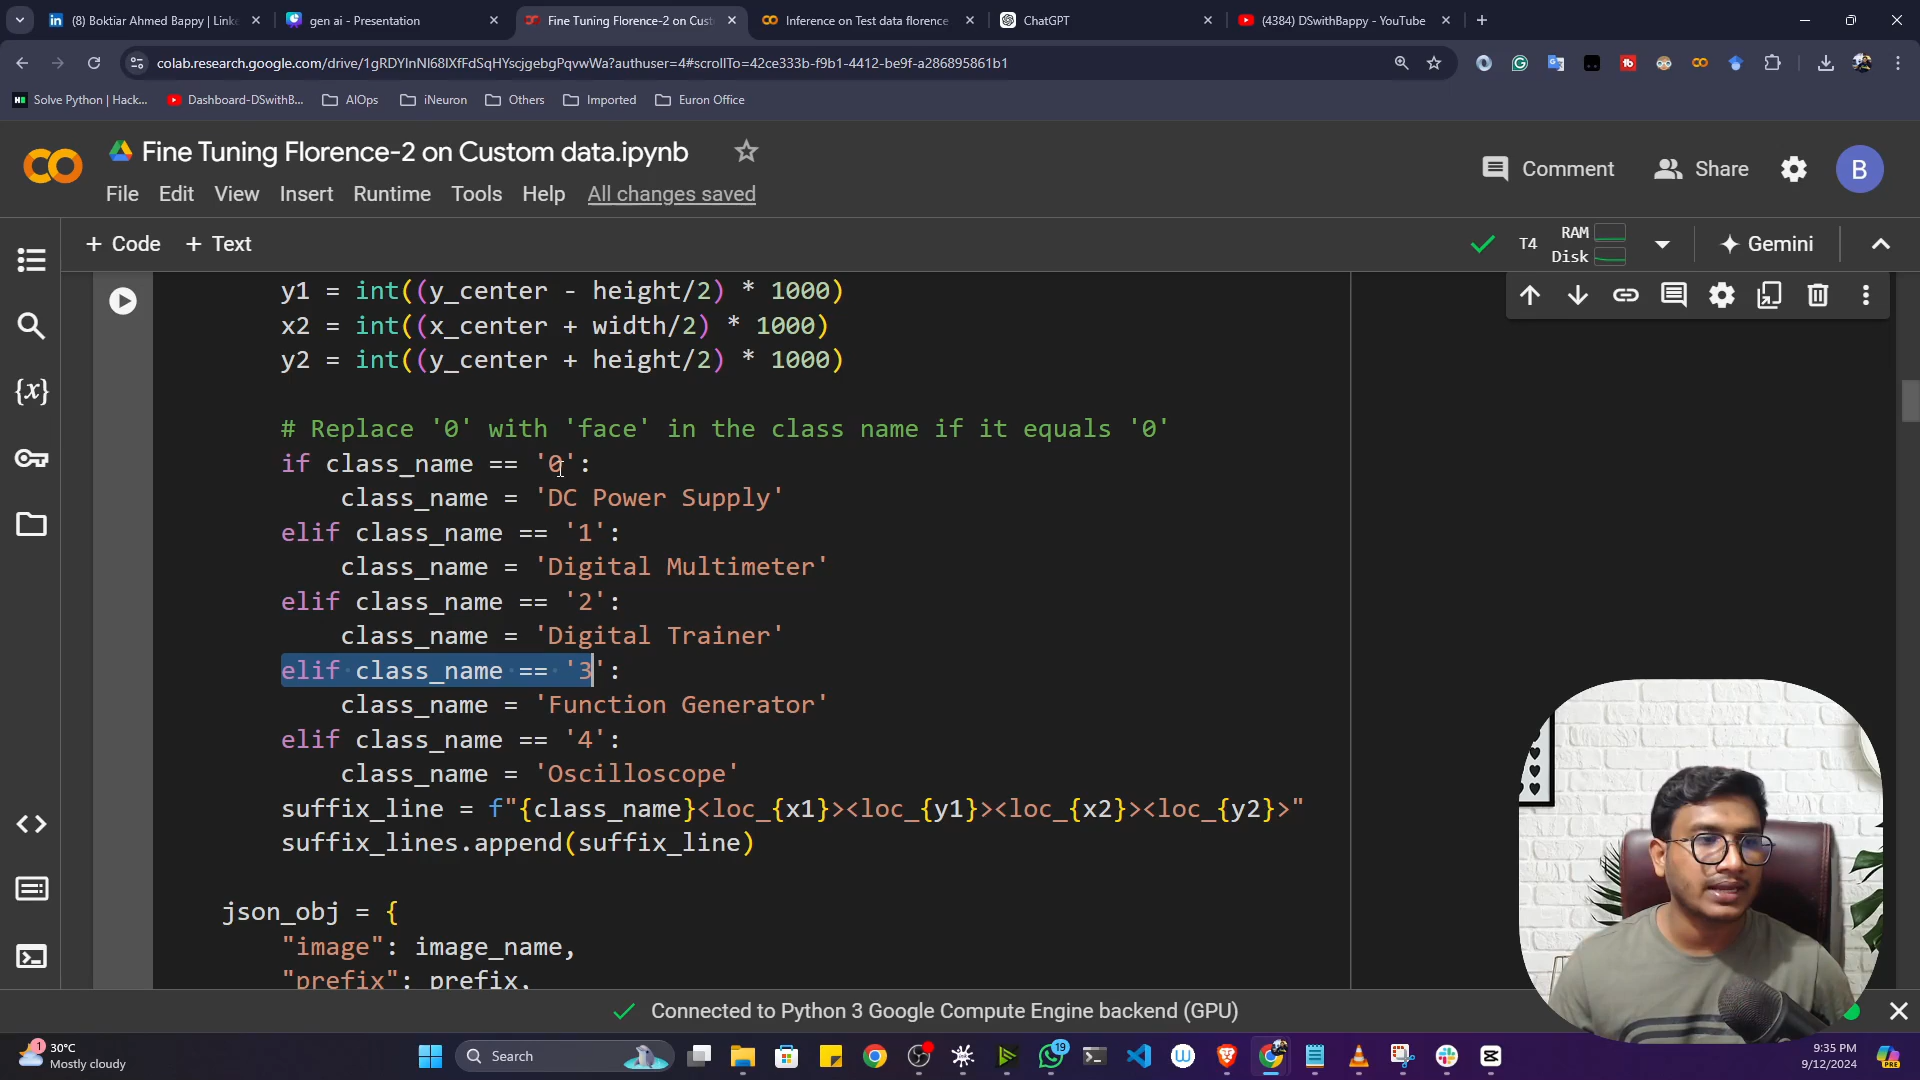 (8) Boktiar Ahmed Bappy | Linke
gen ai - Presentation
Fine Tuning Florence-2 on Cust
Inference on Test data florence
ChatGPT
(4384) DSwithBappy - YouTube
colab.research.google.com/drive/1gRDYlnNl68lXfFdSqHYscjgebgPqvwWa?authuser=4#scrollTo=42ce333b-f9b1-4412-be9f-a286895861b1
Solve Python | Hack...
Dashboard-DSwithB...
AIOps
iNeuron
Others
Imported
Euron Office
Fine Tuning Florence-2 on Custom data.ipynb
Comment
Share
B
File Edit View Insert Runtime Tools Help All changes saved
+ Code + Text
T4
RAM
Disk
Gemini
y1 = int((y_center - height/2) * 1000)
x2 = int((x_center + width/2) * 1000)
y2 = int((y_center + height/2) * 1000)
# Replace '0' with 'face' in the class name if it equals '0'
if class_name == '0':
class_name = 'DC Power Supply'
elif class_name == '1':
class_name = 'Digital Multimeter'
elif class_name == '2':
class_name = 'Digital Trainer'
elif class_name == '3':
class_name = 'Function Generator'
elif class_name == '4':
class_name = 'Oscilloscope'
suffix_line = f"{class_name}<loc_{x1}><loc_{y1}><loc_{x2}><loc_{y2}>"
suffix_lines.append(suffix_line)
json_obj = {
"image": image_name,
"prefix": prefix,
Connected to Python 3 Google Compute Engine backend (GPU)
1
30°C
Mostly cloudy
Search
19
9:35 PM
9/12/2024